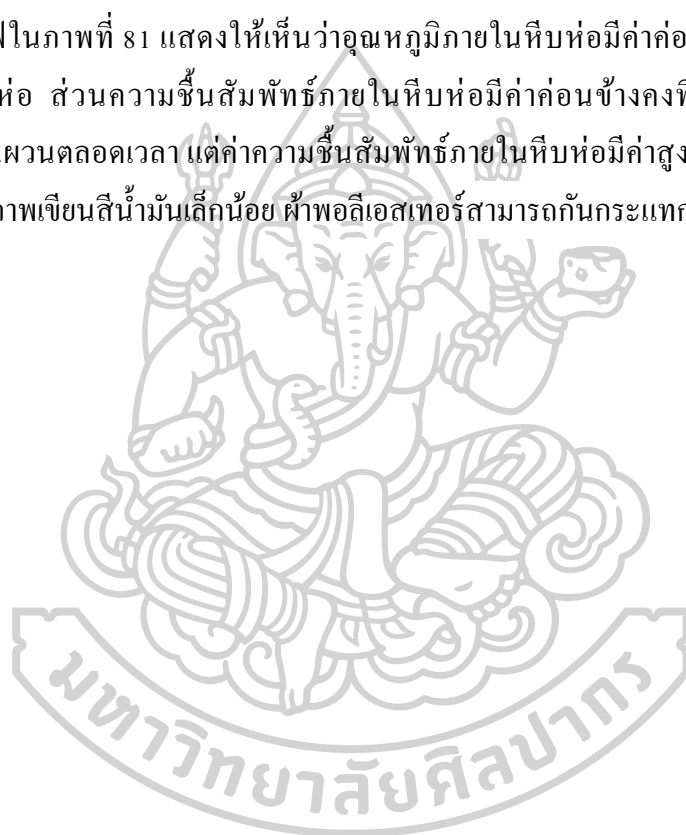 ในภาพที่ 81 แสดงให้เห็นว่าอุณหภูมิภายในหีบห่อมีค่าค่อ
ห่อ ส่วนความชื้นสัมพัทธ์ภายในหีบห่อมีค่าค่อนข้างคงที่
ผวนตลอดเวลา แต่ค่าความชื้นสัมพัทธ์ภายในหีบห่อมีค่าสูง
าพเขียนสีน้ำมันเล็กน้อย ผ้าพอลีเอสเทอร์สามารถกันกระแทก
มหาวิทยาลัยศิลปากร